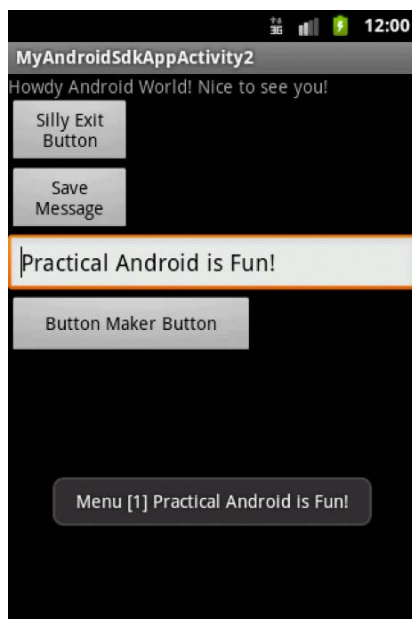 3G 12:00
MyAndroidSdkAppActivity2
Howdy Android World! Nice to see you!
Silly Exit
Button
Save
Message
Practical Android is Fun!
Button Maker Button
Menu [1] Practical Android is Fun!